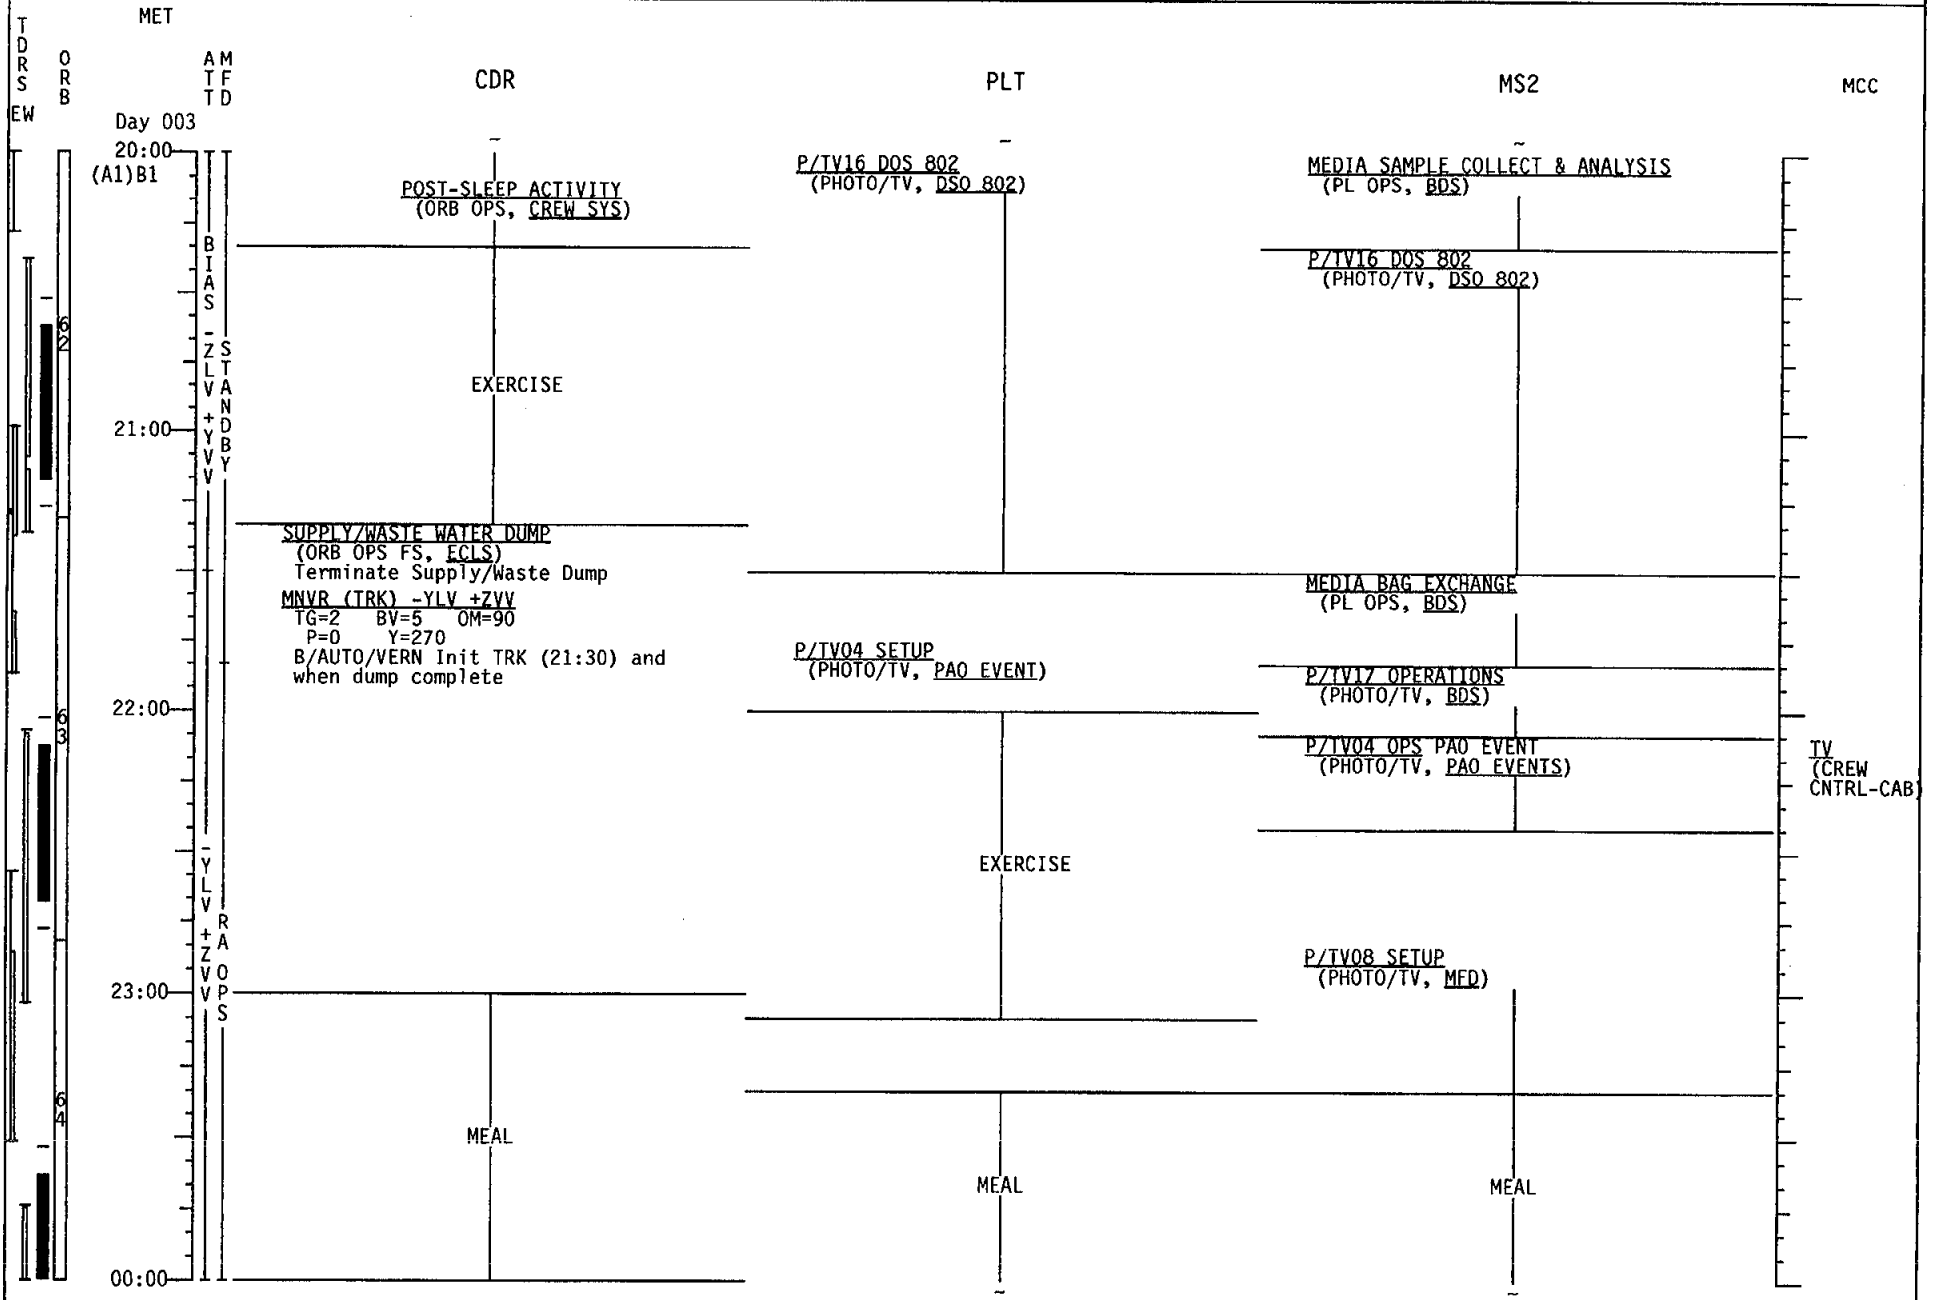 MET
TDRS
EW
ORB
ATT
MFD
CDR
PLT
MS2
MCC
Day 003
20:00
(A1)B1
21:00
22:00
23:00
00:00
62
63
64
BIAS -ZLV +YVV
-YLV +ZVV
STANDBY
RA OPS
POST-SLEEP ACTIVITY
(ORB OPS, CREW SYS)
EXERCISE
SUPPLY/WASTE WATER DUMP
(ORB OPS FS, ECLS)
Terminate Supply/Waste Dump
MNVR (TRK) -YLV +ZVV
TG=2 BV=5 OM=90
P=0 Y=270
B/AUTO/VERN Init TRK (21:30) and
when dump complete
MEAL
P/TV16 DOS 802
(PHOTO/TV, DSO 802)
P/TV04 SETUP
(PHOTO/TV, PAO EVENT)
EXERCISE
MEAL
MEDIA SAMPLE COLLECT & ANALYSIS
(PL OPS, BDS)
P/TV16 DOS 802
(PHOTO/TV, DSO 802)
MEDIA BAG EXCHANGE
(PL OPS, BDS)
P/TV17 OPERATIONS
(PHOTO/TV, BDS)
P/TV04 OPS PAO EVENT
(PHOTO/TV, PAO EVENTS)
P/TV08 SETUP
(PHOTO/TV, MFD)
MEAL
TV
(CREW
CNTRL-CAB)